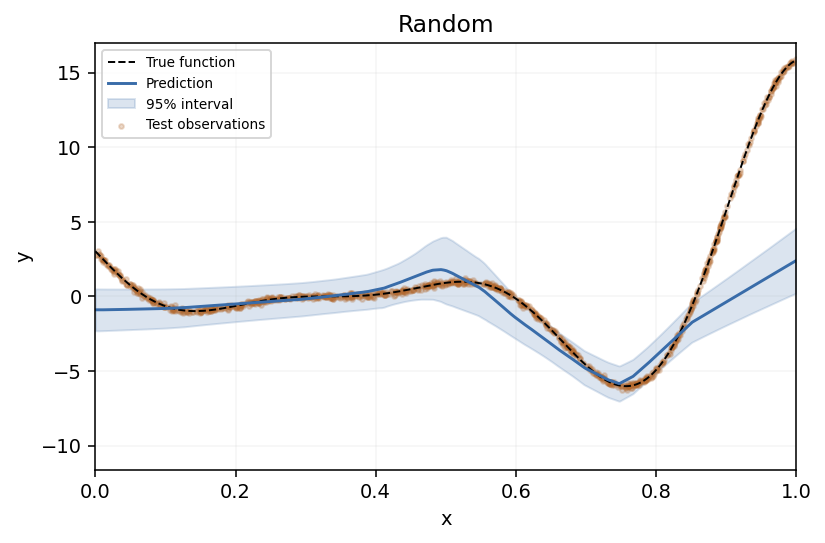 Random
True function
Prediction
95% interval
Test observations
15
10
5
0
−5
−10
y
0.0
0.2
0.4
0.6
0.8
1.0
x